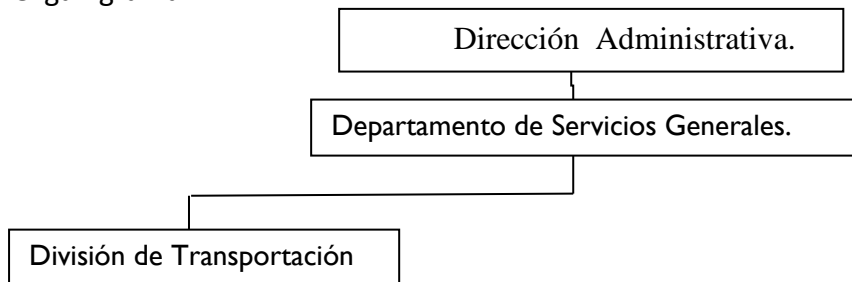 Dirección Administrativa.
Departamento de Servicios Generales.
División de Transportación